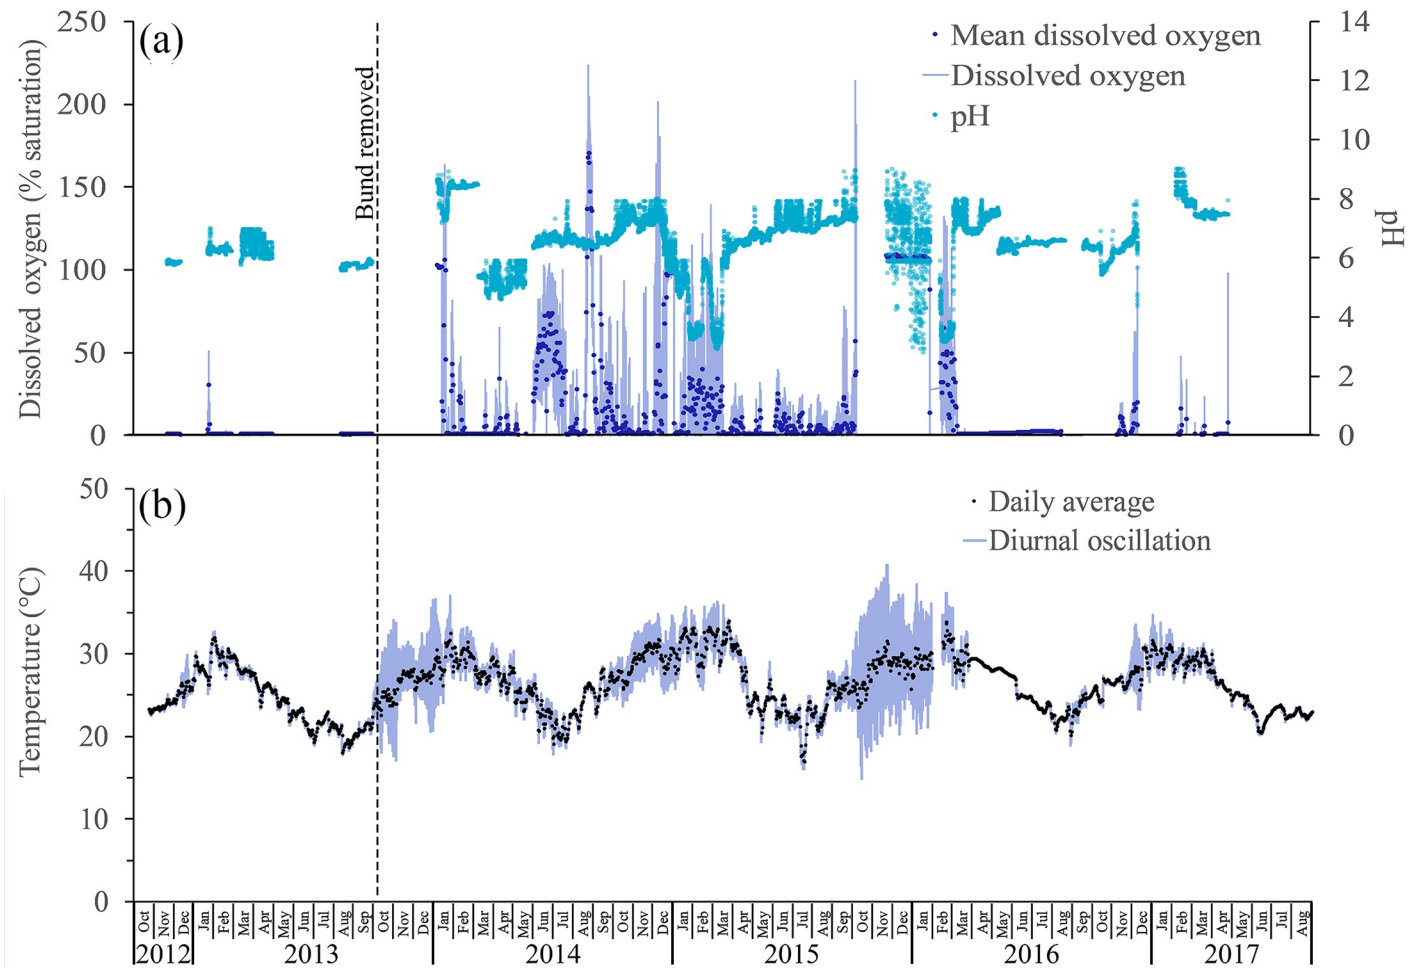 (a)
Dissolved oxygen (% saturation)
250
200
150
100
50
0
Bund removed
Mean dissolved oxygen
Dissolved oxygen
pH
14
12
10
8
6
4
2
0
pH
(b)
Temperature (°C)
50
40
30
20
10
0
Daily average
Diurnal oscillation
Oct Nov Dec Jan Feb Mar Apr May Jun Jul Aug Sep Oct Nov Dec Jan Feb Mar Apr May Jun Jul Aug Sep Oct Nov Dec Jan Feb Mar Apr May Jun Jul Aug Sep Oct Nov Dec Jan Feb Mar Apr May Jun Jul Aug Sep Oct Nov Dec Jan Feb Mar Apr May Jun Jul Aug
2012 2013 2014 2015 2016 2017